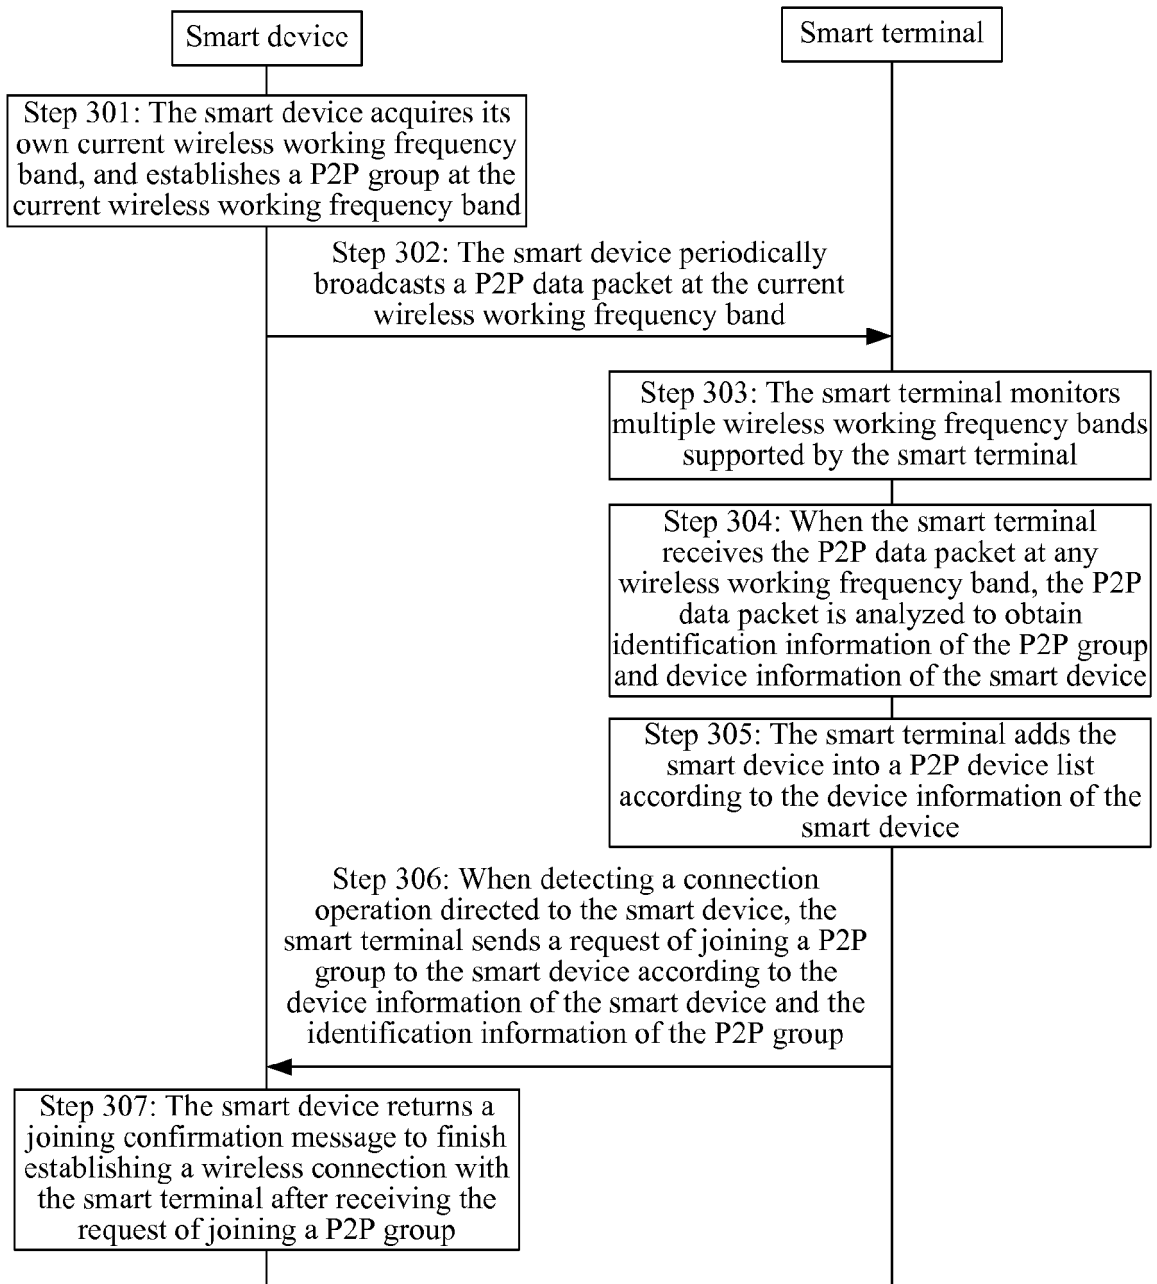 Smart device
Smart terminal
Step 301: The smart device acquires its
own current wireless working frequency
band, and establishes a P2P group at the
current wireless working frequency band
Step 302: The smart device periodically
broadcasts a P2P data packet at the current
wireless working frequency band
Step 303: The smart terminal monitors
multiple wireless working frequency bands
supported by the smart terminal
Step 304: When the smart terminal
receives the P2P data packet at any
wireless working frequency band, the P2P
data packet is analyzed to obtain
identification information of the P2P group
and device information of the smart device
Step 305: The smart terminal adds the
smart device into a P2P device list
according to the device information of the
smart device
Step 306: When detecting a connection
operation directed to the smart device, the
smart terminal sends a request of joining a P2P
group to the smart device according to the
device information of the smart device and the
identification information of the P2P group
Step 307: The smart device returns a
joining confirmation message to finish
establishing a wireless connection with
the smart terminal after receiving the
request of joining a P2P group